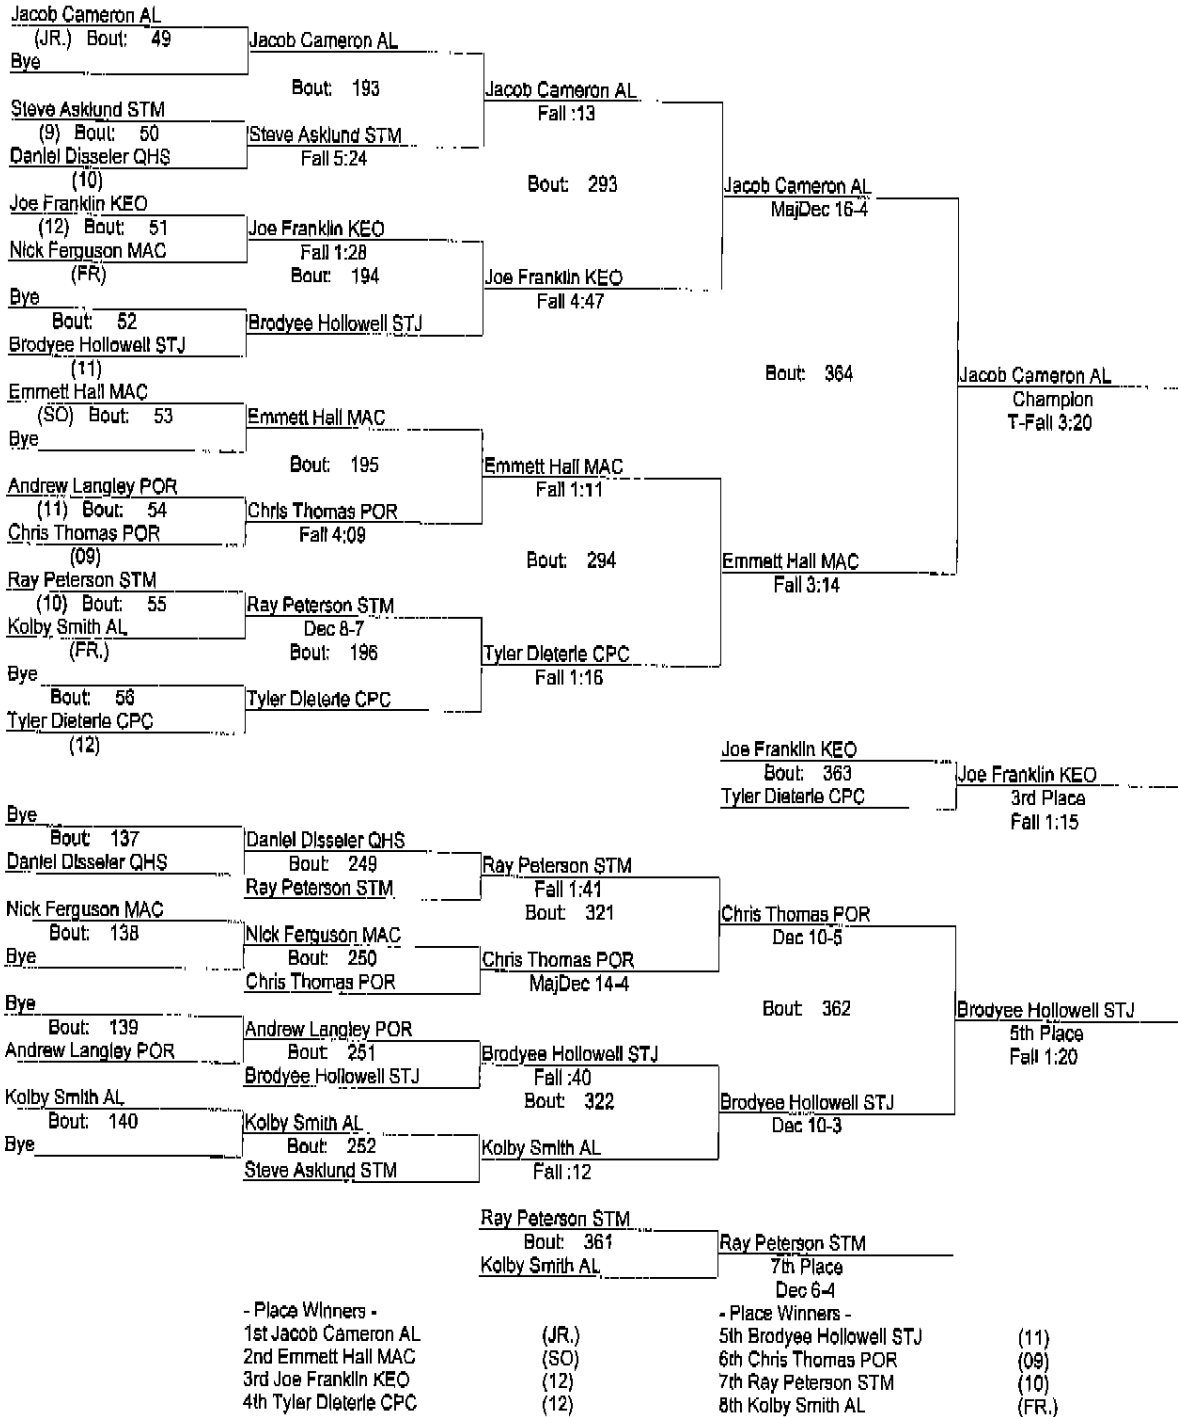 Jacob Cameron AL
(JR.) Bout: 49
Bye
Jacob Cameron AL
Bout: 193
Steve Asklund STM
(9) Bout: 50
Daniel Disseler QHS
(10)
Steve Asklund STM
Fall 5:24
Jacob Cameron AL
Fall :13
Bout: 293
Joe Franklin KEO
(12) Bout: 51
Nick Ferguson MAC
(FR)
Joe Franklin KEO
Fall 1:28
Bout: 194
Bye
Bout: 52
Brodyee Hollowell STJ
(11)
Brodyee Hollowell STJ
Joe Franklin KEO
Fall 4:47
Jacob Cameron AL
MajDec 16-4
Bout: 364
Emmett Hall MAC
(SO) Bout: 53
Bye
Emmett Hall MAC
Bout: 195
Andrew Langley POR
(11) Bout: 54
Chris Thomas POR
(09)
Chris Thomas POR
Fall 4:09
Emmett Hall MAC
Fall 1:11
Bout: 294
Ray Peterson STM
(10) Bout: 55
Kolby Smith AL
(FR.)
Ray Peterson STM
Dec 8-7
Bout: 196
Bye
Bout: 56
Tyler Dieterle CPC
(12)
Tyler Dieterle CPC
Tyler Dieterle CPC
Fall 1:16
Emmett Hall MAC
Fall 3:14
Jacob Cameron AL
Champion
T-Fall 3:20
Joe Franklin KEO
Bout: 363
Tyler Dieterle CPC
Joe Franklin KEO
3rd Place
Fall 1:15
Bye
Bout: 137
Daniel Disseler QHS
Daniel Disseler QHS
Bout: 249
Ray Peterson STM
Ray Peterson STM
Fall 1:41
Bout: 321
Nick Ferguson MAC
Bout: 138
Bye
Nick Ferguson MAC
Bout: 250
Chris Thomas POR
Chris Thomas POR
MajDec 14-4
Chris Thomas POR
Dec 10-5
Bout: 362
Bye
Bout: 139
Andrew Langley POR
Andrew Langley POR
Bout: 251
Brodyee Hollowell STJ
Brodyee Hollowell STJ
Fall :40
Bout: 322
Kolby Smith AL
Bout: 140
Bye
Kolby Smith AL
Bout: 252
Steve Asklund STM
Kolby Smith AL
Fall :12
Brodyee Hollowell STJ
Dec 10-3
Brodyee Hollowell STJ
5th Place
Fall 1:20
Ray Peterson STM
Bout: 361
Kolby Smith AL
Ray Peterson STM
7th Place
Dec 6-4
- Place Winners -
1st Jacob Cameron AL (JR.)
2nd Emmett Hall MAC (SO)
3rd Joe Franklin KEO (12)
4th Tyler Dieterle CPC (12)
- Place Winners -
5th Brodyee Hollowell STJ (11)
6th Chris Thomas POR (09)
7th Ray Peterson STM (10)
8th Kolby Smith AL (FR.)